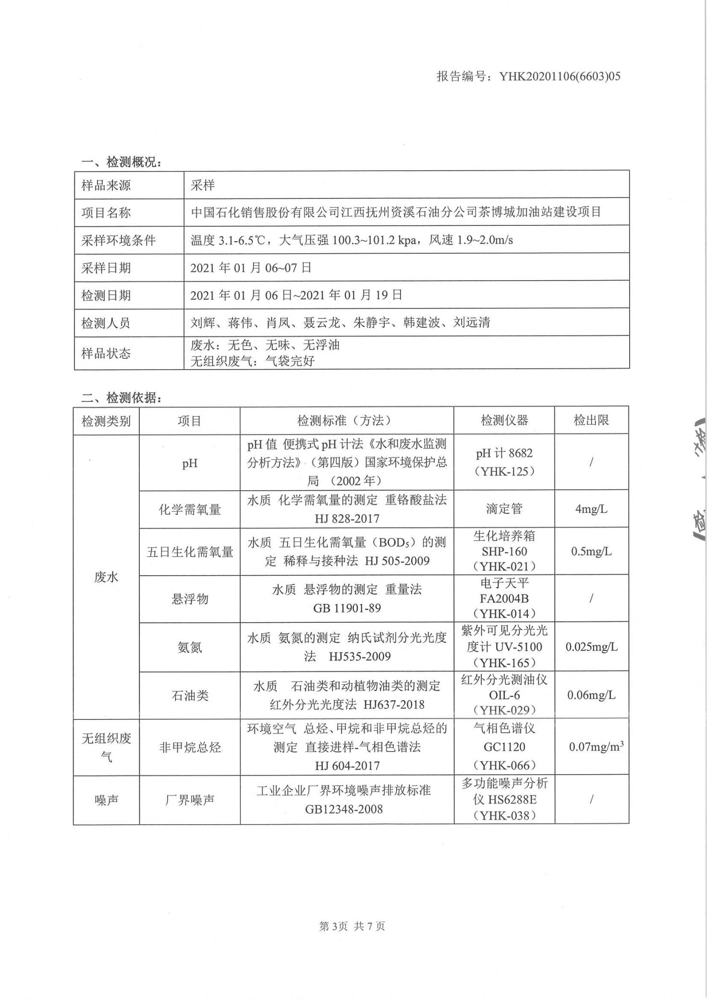 报告编号：YHK20201106(6603)05
一、检测概况：
样品来源 采样
项目名称 中国石化销售股份有限公司江西抚州资溪石油分公司茶博城加油站建设项目
采样环境条件 温度 3.1-6.5℃，大气压强 100.3~101.2 kpa，风速 1.9~2.0m/s
采样日期 2021 年 01 月 06~07 日
检测日期 2021 年 01 月 06 日~2021 年 01 月 19 日
检测人员 刘辉、蒋伟、肖凤、聂云龙、朱静宇、韩建波、刘远清
样品状态
废水：无色、无味、无浮油
无组织废气：气袋完好
二、检测依据：
检测类别 项目 检测标准（方法） 检测仪器 检出限
废水
pH
pH 值 便携式 pH 计法《水和废水监测
分析方法》（第四版）国家环境保护总
局 （2002 年）
pH 计 8682
（YHK-125）
/
化学需氧量
水质 化学需氧量的测定 重铬酸盐法
HJ 828-2017
滴定管
4mg/L
五日生化需氧量
水质 五日生化需氧量（BOD₅）的测
定 稀释与接种法 HJ 505-2009
生化培养箱
SHP-160
（YHK-021）
0.5mg/L
悬浮物
水质 悬浮物的测定 重量法
GB 11901-89
电子天平
FA2004B
（YHK-014）
/
氨氮
水质 氨氮的测定 纳氏试剂分光光度
法 HJ535-2009
紫外可见分光光
度计 UV-5100
（YHK-165）
0.025mg/L
石油类
水质 石油类和动植物油类的测定
红外分光光度法 HJ637-2018
红外分光测油仪
OIL-6
（YHK-029）
0.06mg/L
无组织废
气
非甲烷总烃
环境空气 总烃、甲烷和非甲烷总烃的
测定 直接进样-气相色谱法
HJ 604-2017
气相色谱仪
GC1120
（YHK-066）
0.07mg/m³
噪声
厂界噪声
工业企业厂界环境噪声排放标准
GB12348-2008
多功能噪声分析
仪 HS6288E
（YHK-038）
/
第 3页 共 7 页